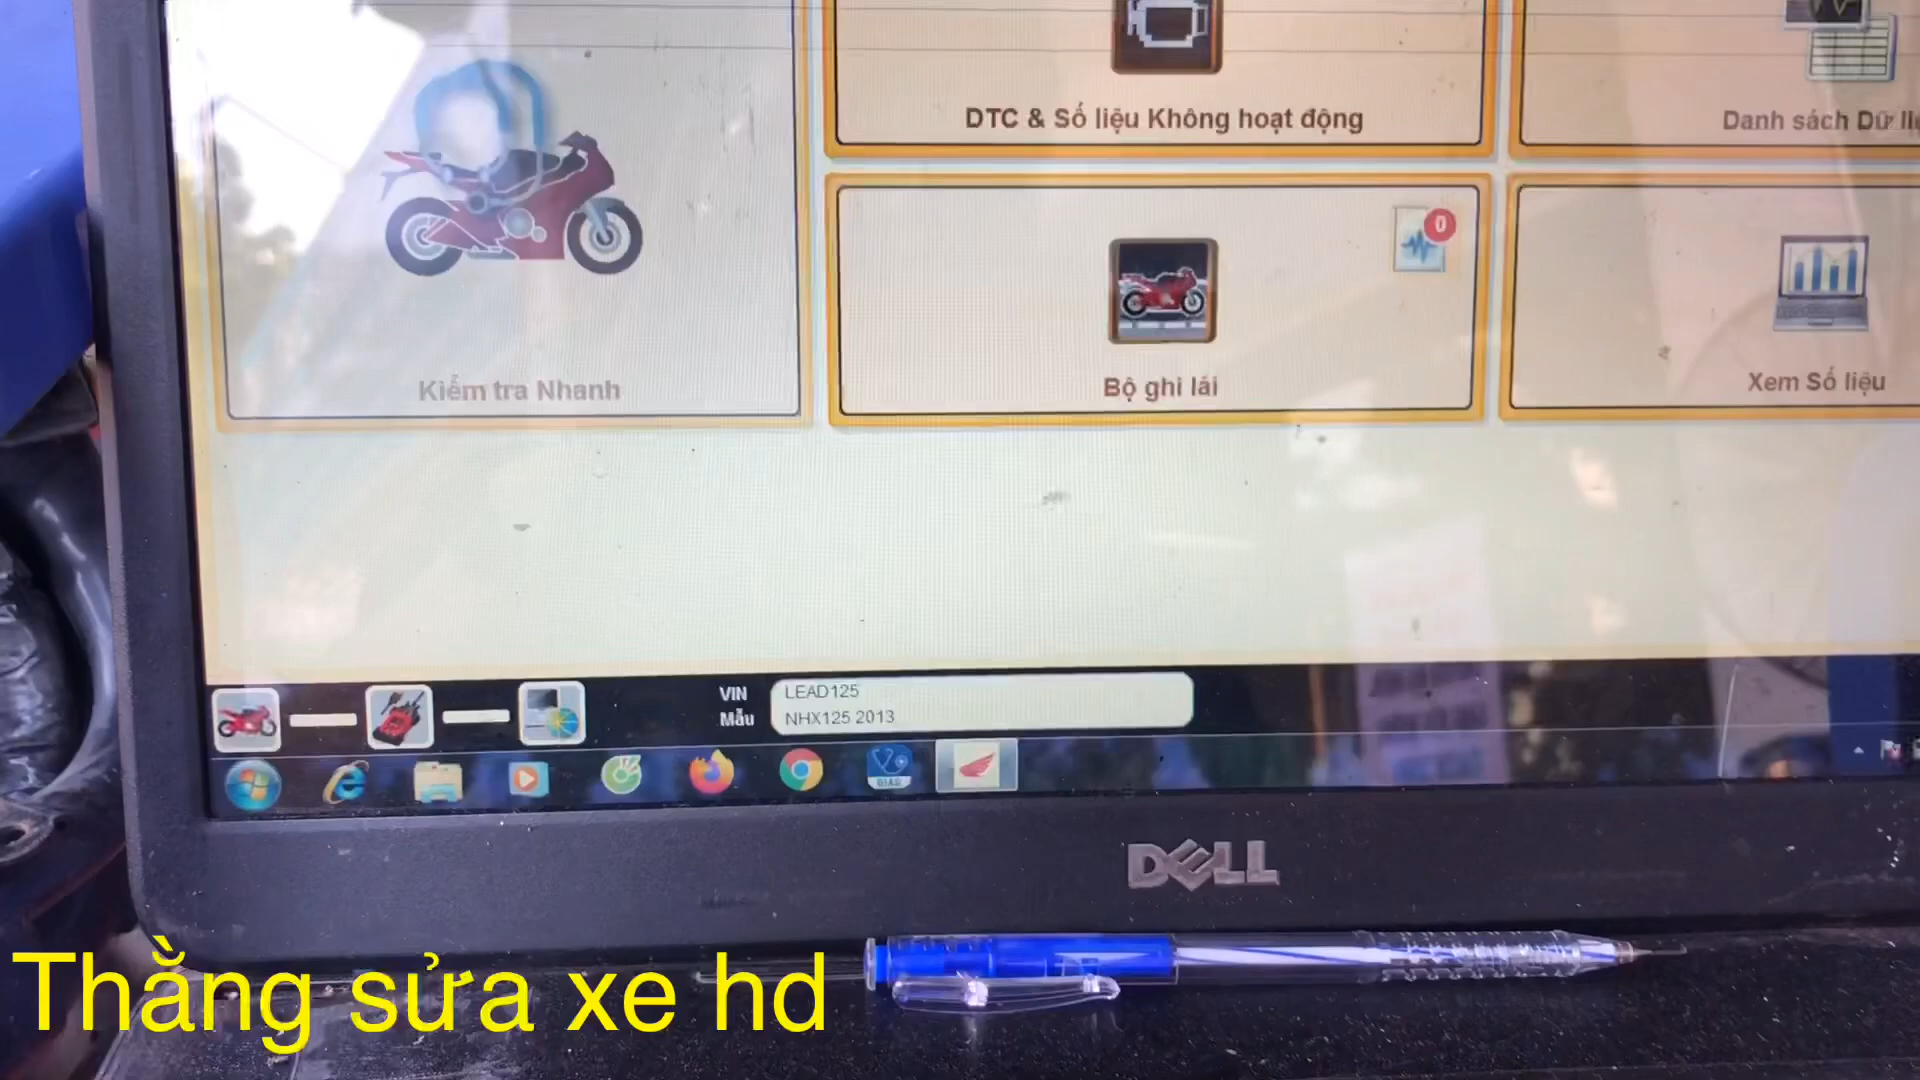 DTC & Số liệu Không hoạt động
Danh sách Dữ
0
Kiểm tra Nhanh
Bộ ghi lái
Xem Số liệu
VIN
LEAD125
Mẫu
NHX125 2013
DIAG
DELL
Thằng sửa xe hd